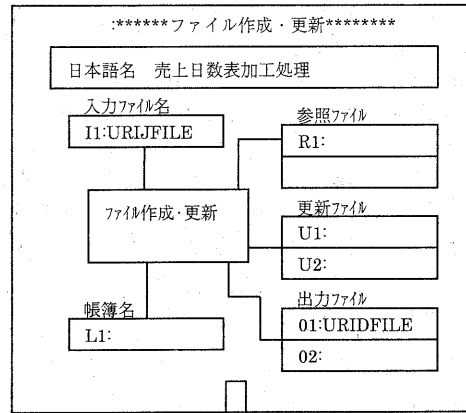 :******ファイル作成・更新********
日本語名 売上日数表加工処理
入力ファイル名
I1:URIJFILE
参照ファイル
R1:
ファイル作成・更新
更新ファイル
U1:
U2:
帳簿名
L1:
出力ファイル
01:URIDFILE
02: